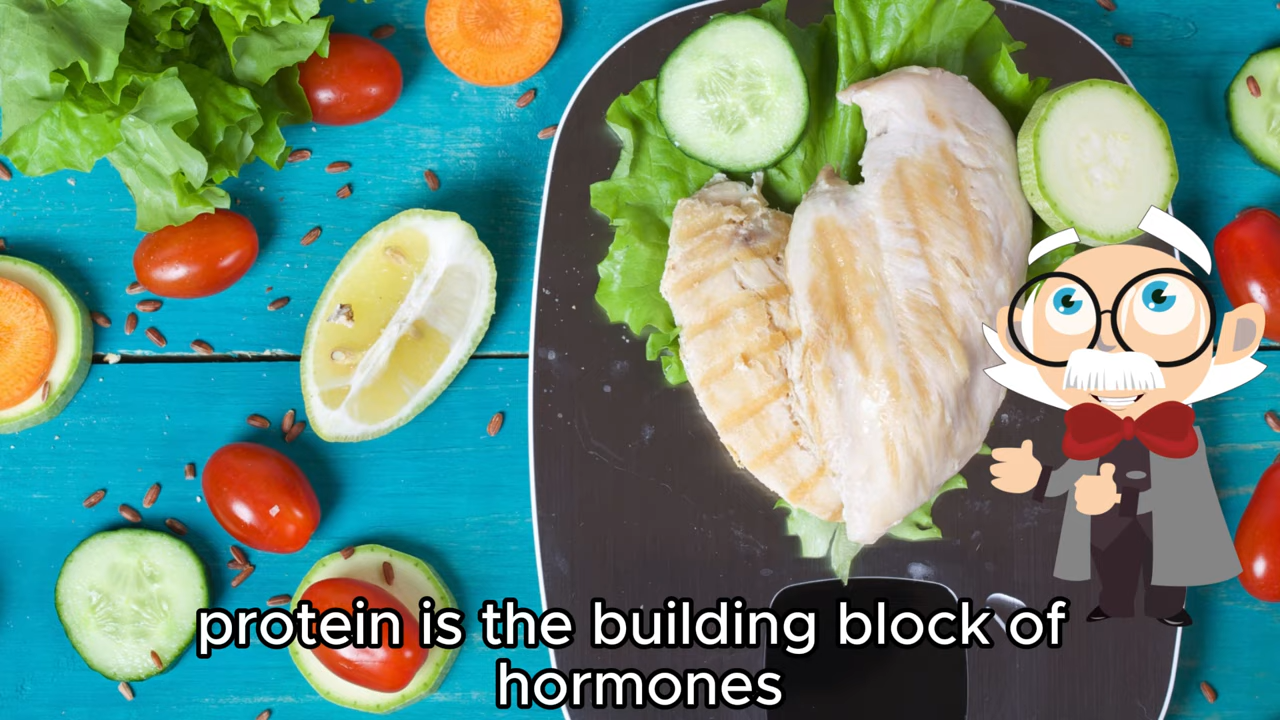 protein is the building block of
hormones